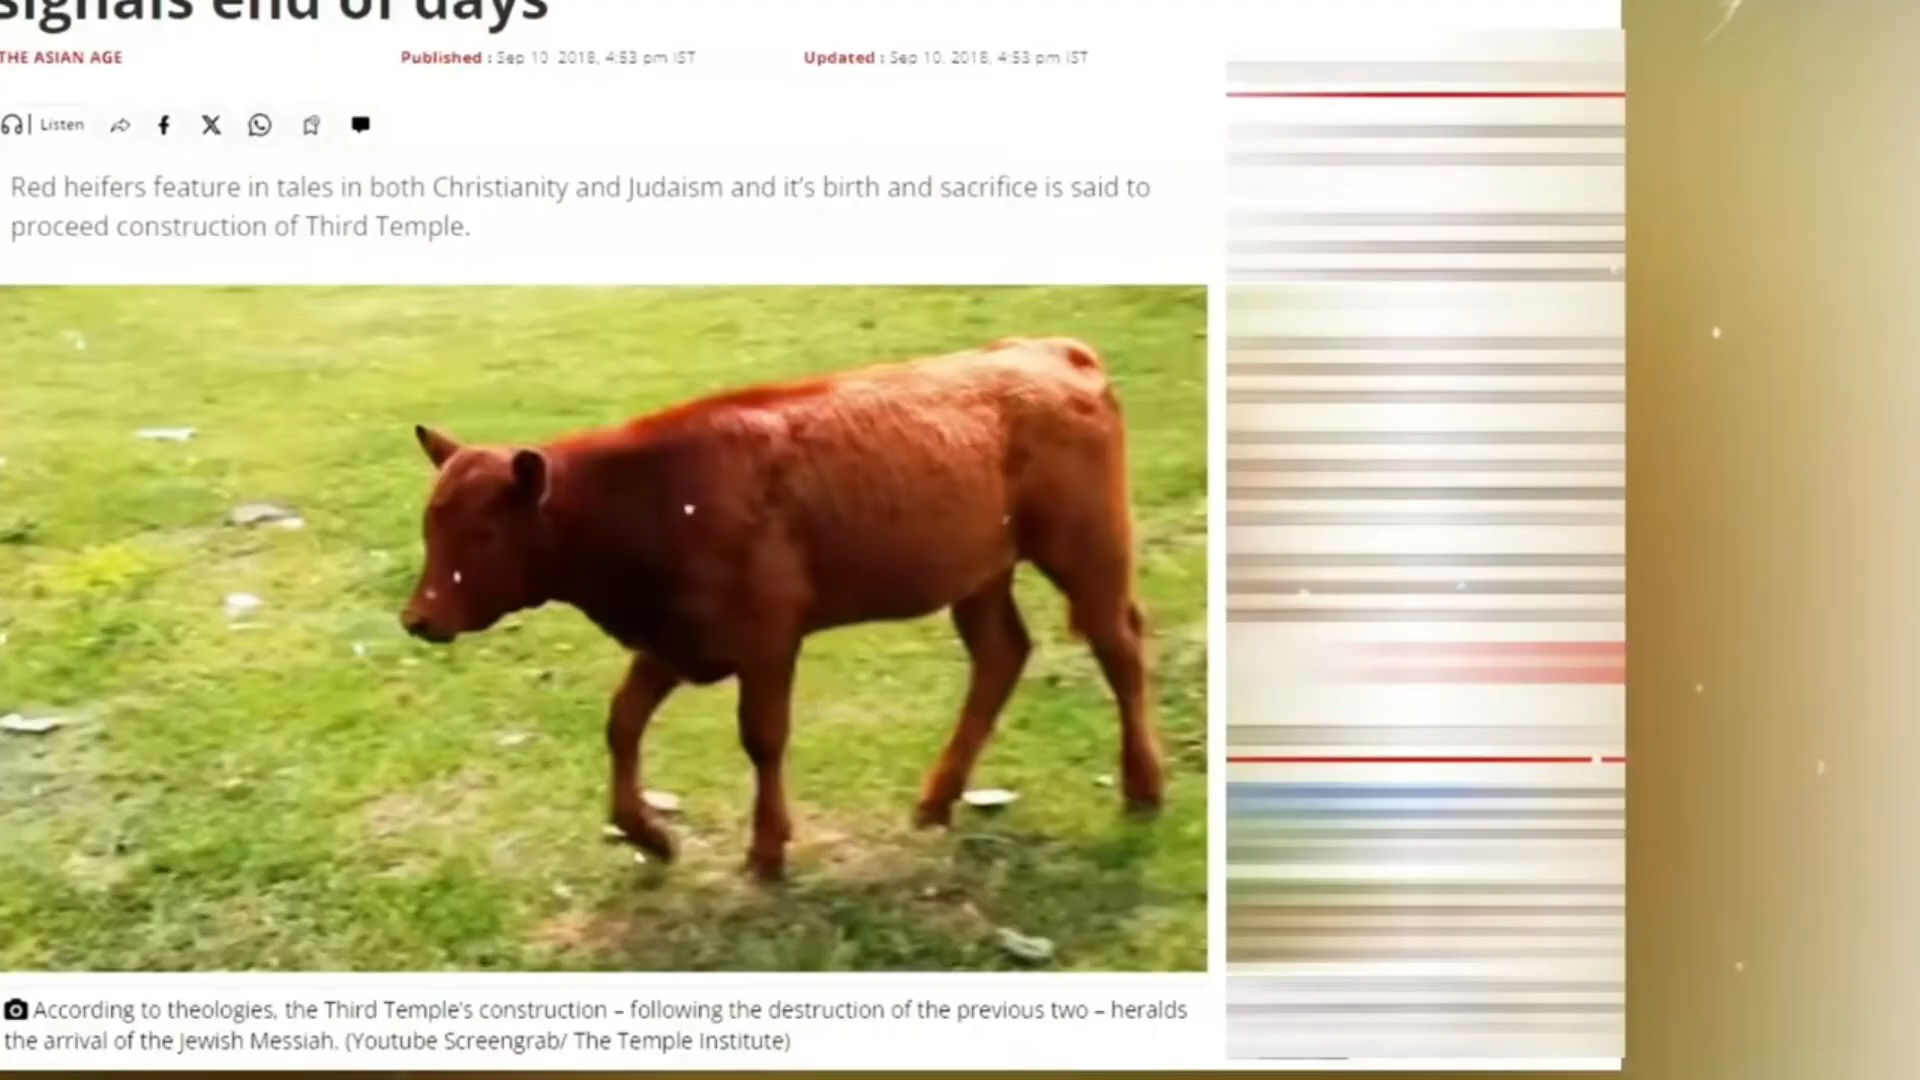 signals end of days
THE ASIAN AGE
Published : Sep 10, 2018, 4:53 pm IST
Updated : Sep 10, 2018, 4:53 pm IST
Listen
Red heifers feature in tales in both Christianity and Judaism and it’s birth and sacrifice is said to
proceed construction of Third Temple.
According to theologies, the Third Temple’s construction – following the destruction of the previous two – heralds
the arrival of the Jewish Messiah. (Youtube Screengrab/ The Temple Institute)